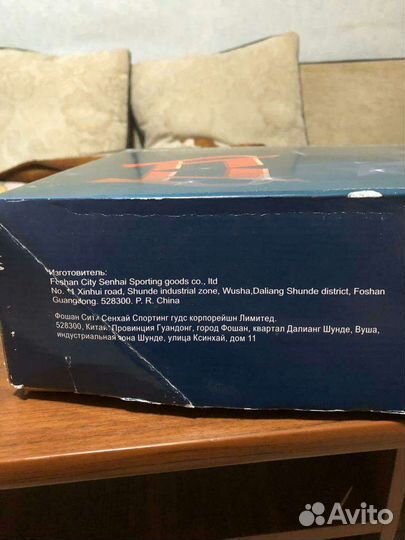 Изготовитель:
Foshan City Senhai Sporting goods co., ltd
No. 11 Xinhui road, Shunde industrial zone, Wusha,Daliang Shunde district, Foshan
Guangdong. 528300. P. R. China
Фошан Сити Сенхай Спортинг гудс корпорейшн Лимитед.
528300, Китай. Провинция Гуандонг, город Фошан, квартал Далианг Шунде, Вуша,
индустриальная зона Шунде, улица Ксинхай, дом 11
Avito